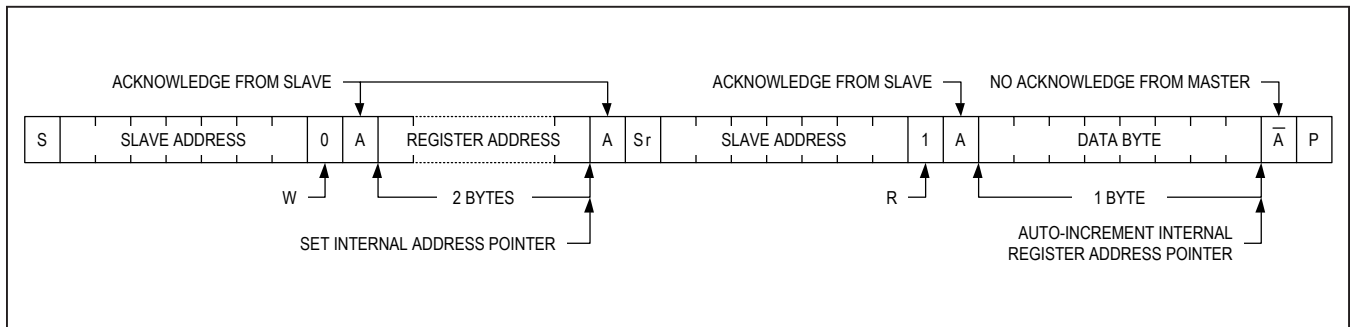 ACKNOWLEDGE FROM SLAVE ACKNOWLEDGE FROM SLAVE NO ACKNOWLEDGE FROM MASTER
S SLAVE ADDRESS 0 A REGISTER ADDRESS A Sr SLAVE ADDRESS 1 A DATA BYTE A̅ P
W 2 BYTES R 1 BYTE
SET INTERNAL ADDRESS POINTER
AUTO-INCREMENT INTERNAL
REGISTER ADDRESS POINTER